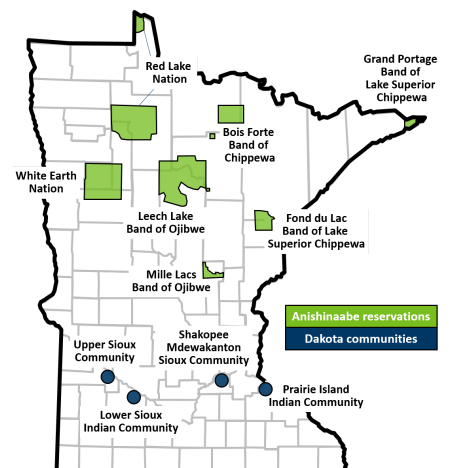 Red Lake
Nation
Grand Portage
Band of
Lake Superior
Chippewa
Bois Forte
Band of
Chippewa
White Earth
Nation
Leech Lake
Band of Ojibwe
Fond du Lac
Band of Lake
Superior Chippewa
Mille Lacs
Band of Ojibwe
Anishinaabe reservations
Dakota communities
Upper Sioux
Community
Shakopee
Mdewakanton
Sioux Community
Prairie Island
Indian Community
Lower Sioux
Indian Community